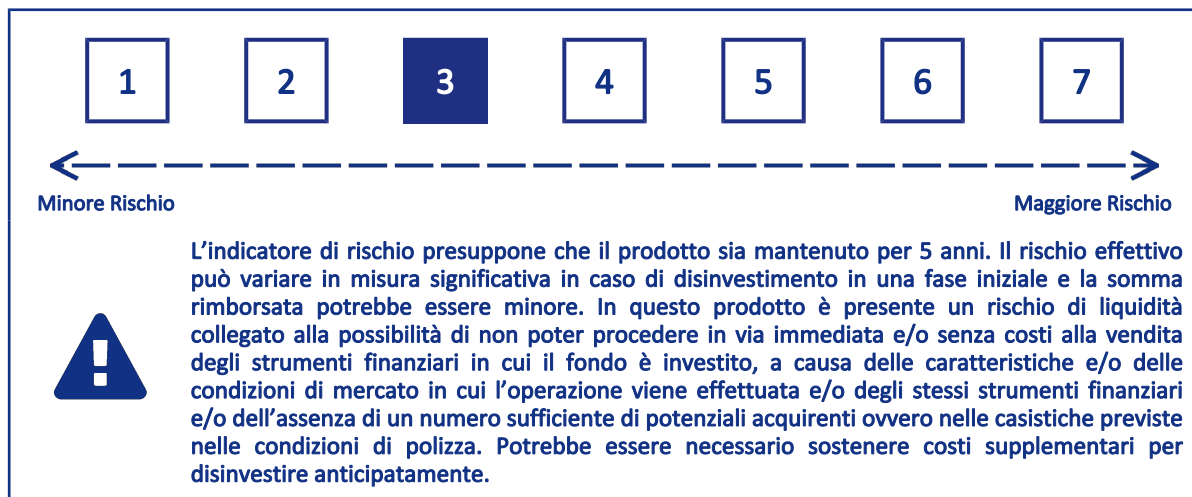 1 2 3 4 5 6 7
Minore Rischio Maggiore Rischio
L'indicatore di rischio presuppone che il prodotto sia mantenuto per 5 anni. Il rischio effettivo
può variare in misura significativa in caso di disinvestimento in una fase iniziale e la somma
rimborsata potrebbe essere minore. In questo prodotto è presente un rischio di liquidità
collegato alla possibilità di non poter procedere in via immediata e/o senza costi alla vendita
degli strumenti finanziari in cui il fondo è investito, a causa delle caratteristiche e/o delle
condizioni di mercato in cui l'operazione viene effettuata e/o degli stessi strumenti finanziari
e/o dell'assenza di un numero sufficiente di potenziali acquirenti ovvero nelle casistiche previste
nelle condizioni di polizza. Potrebbe essere necessario sostenere costi supplementari per
disinvestire anticipatamente.